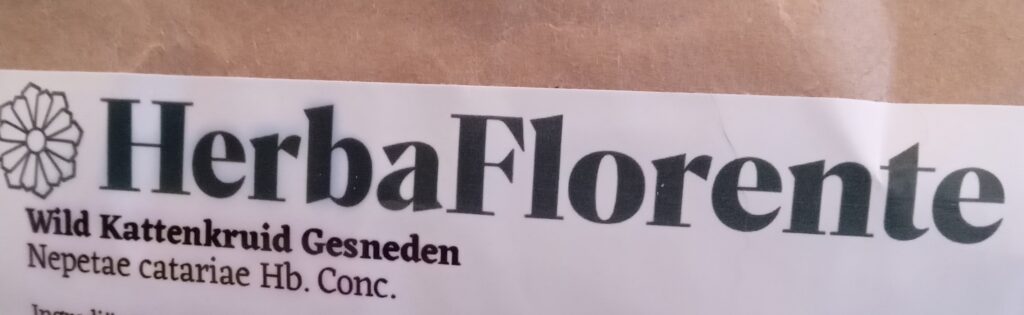 HerbaFlorente
Wild Kattenkruid Gesneden
Nepetae catariae Hb. Conc.